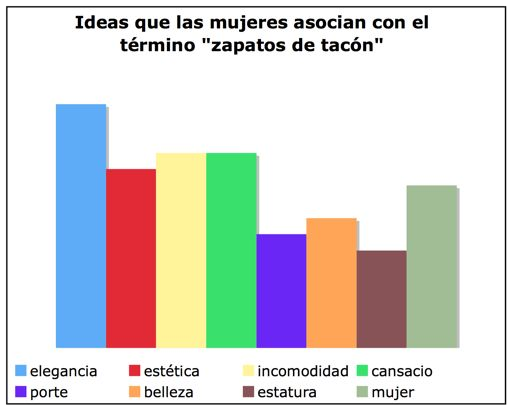 Ideas que las mujeres asocian con el
término "zapatos de tacón"
elegancia estética incomodidad cansacio
porte belleza estatura mujer